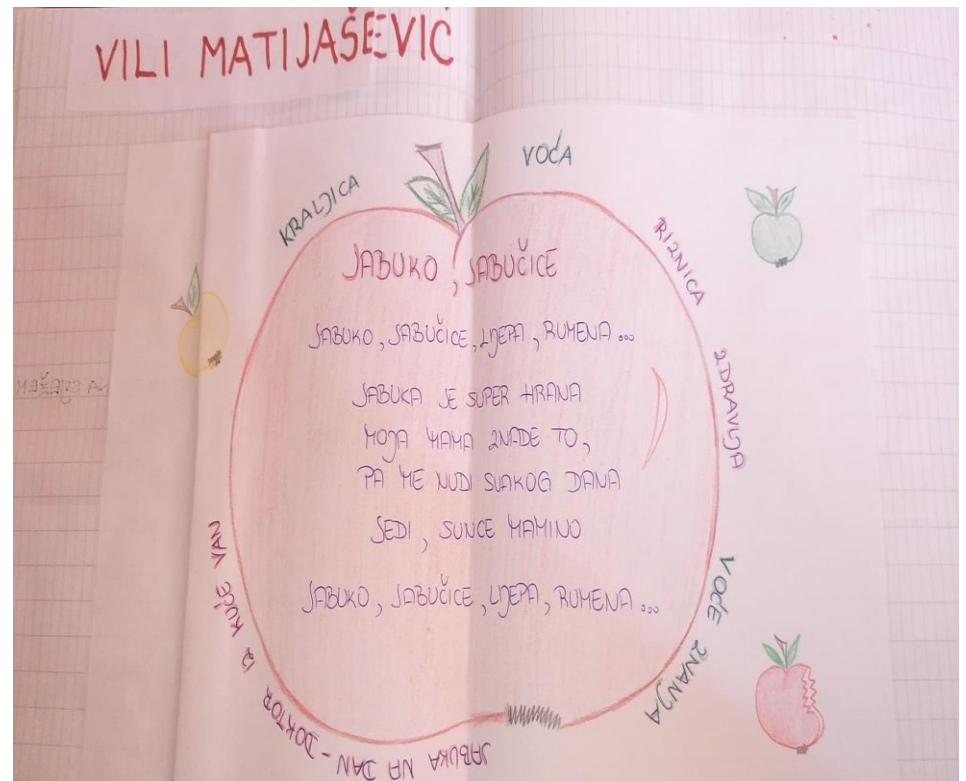 VILI MATIJAŠEVIĆ
KRALJICA VOĆA
RIZNICA ZDRAVLJA
VOĆE ZNANJA
JABUKA NA DAN - DOKTOR IZ KUĆE VAN
JABUKO, JABUČICE
JABUKO, JABUČICE, LIJEPA, RUMENA...
JABUKA JE SUPER HRANA
MOJA MAMA ZNADE TO,
PA ME NUDI SVAKOG DANA
JEDI, SUNCE MAMINO
JABUKO, JABUČICE, LIJEPA, RUMENA...